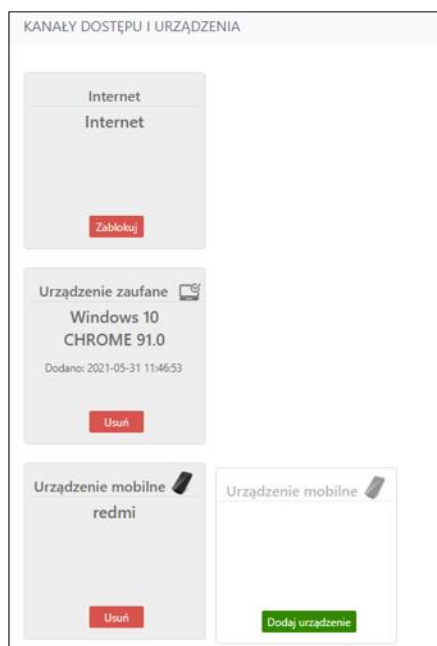 KANAŁY DOSTĘPU I URZĄDZENIA
Internet
Internet
Zablokuj
Urządzenie zaufane
Windows 10
CHROME 91.0
Dodano: 2021-05-31 11:46:53
Usuń
Urządzenie mobilne
redmi
Usuń
Urządzenie mobilne
Dodaj urządzenie